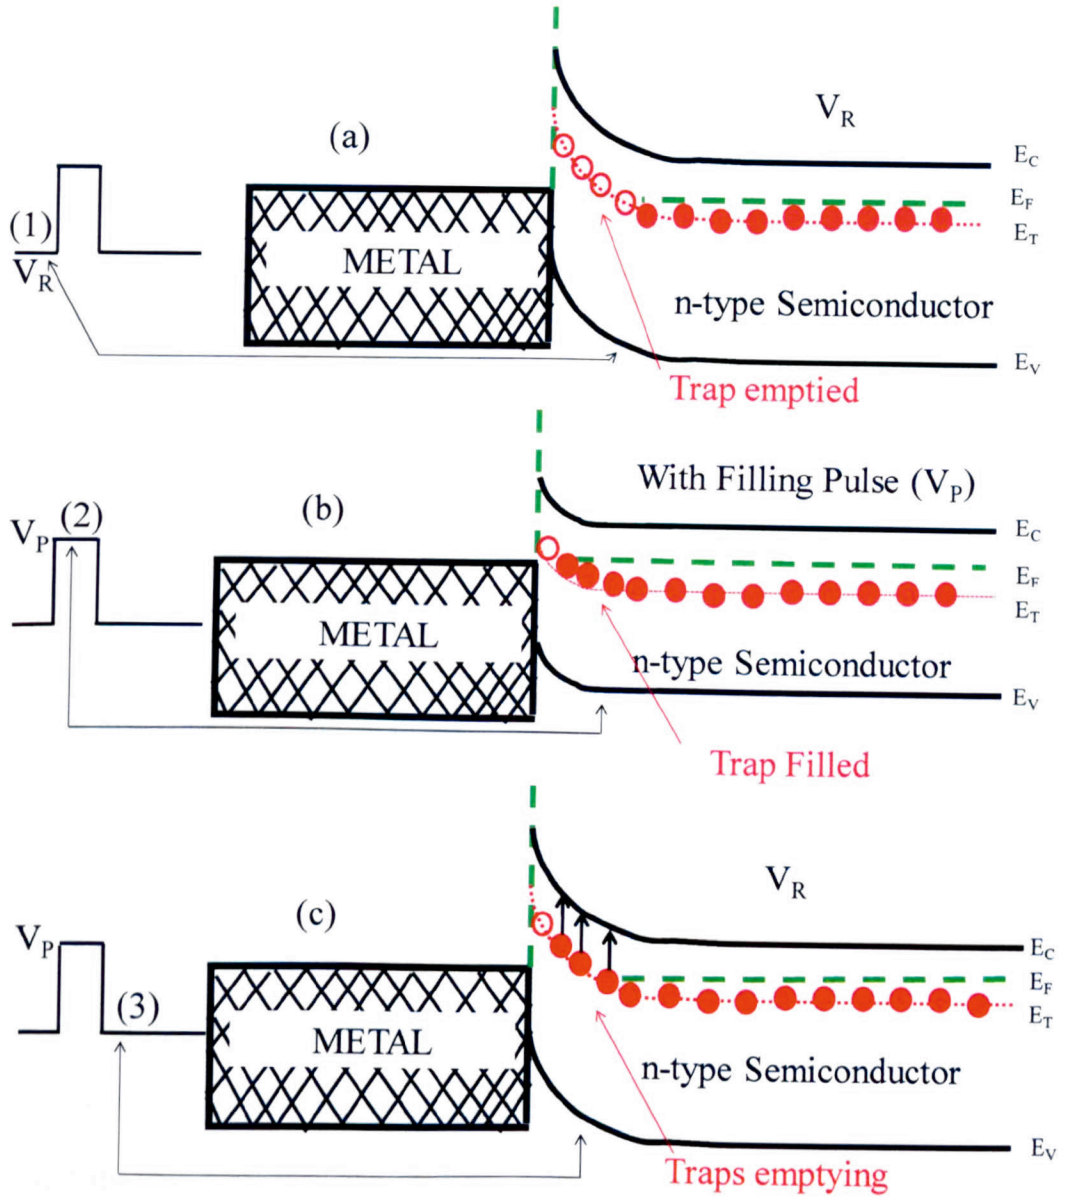 (a)
V_R
E_C
(1)
E_F
E_T
METAL
V_R
n-type Semiconductor
E_V
Trap emptied
With Filling Pulse (V_P)
(b)
V_P
(2)
E_C
E_F
E_T
METAL
n-type Semiconductor
E_V
Trap Filled
V_R
(c)
V_P
E_C
E_F
(3)
E_T
METAL
n-type Semiconductor
E_V
Traps emptying